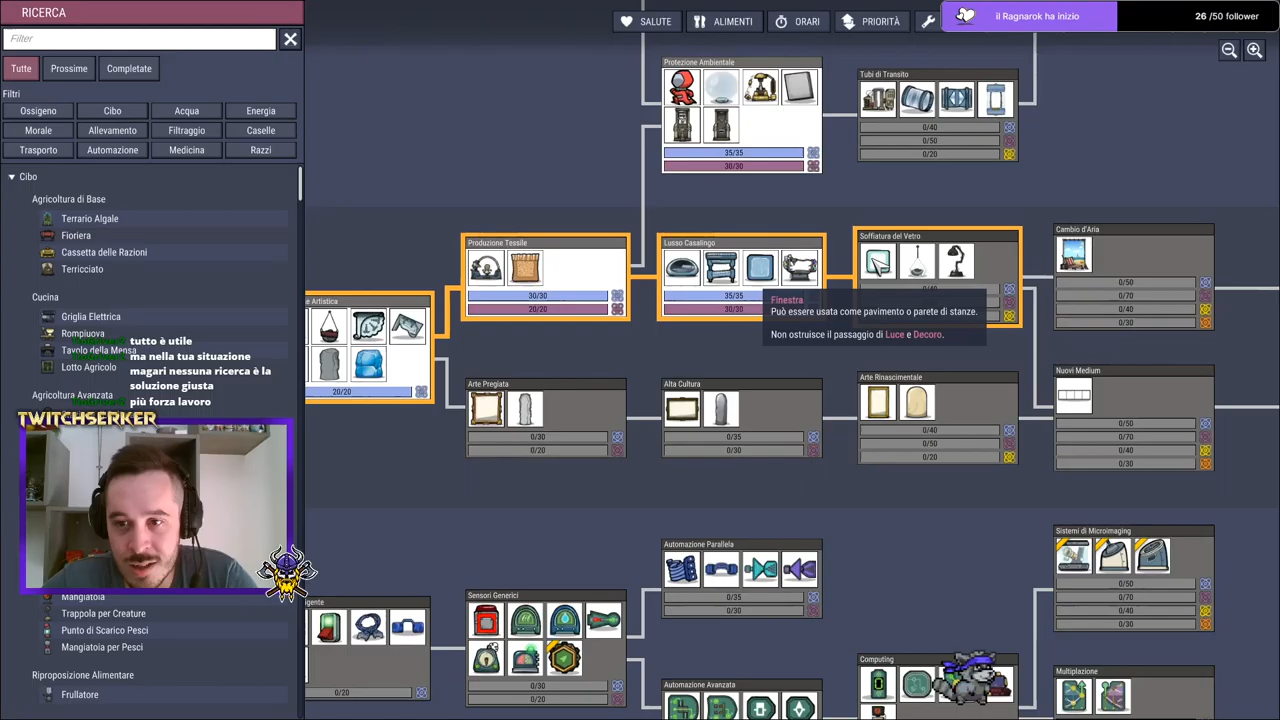 RICERCA
SALUTE
ALIMENTI
ORARI
PRIORITÀ
il Ragnarok ha inizio
26 /50 follower
Filter
Tutte
Prossime
Completate
Filtri
Ossigeno
Cibo
Acqua
Energia
Morale
Allevamento
Filtraggio
Caselle
Trasporto
Automazione
Medicina
Razzi
Cibo
Agricoltura di Base
Terrario Algale
Fioriera
Cassetta delle Razioni
Terricciato
Cucina
Griglia Elettrica
Rompiuova
Tavolo della Mensa
Lotto Agricolo
Agricoltura Avanzata
tutto è utile
ma nella tua situazione
magari nessuna ricerca è la
soluzione giusta
più forza lavoro
TWITCHSERKER
Mangiatoia
Trappola per Creature
Punto di Scarico Pesci
Mangiatoia per Pesci
Riproposizione Alimentare
Frullatore
Protezione Ambientale
35/35
30/30
Tubi di Transito
0/40
0/50
0/20
Artistica
20/20
Produzione Tessile
30/30
20/20
Lusso Casalingo
35/35
30/30
Soffiatura del Vetro
Finestra
Può essere usata come pavimento o parete di stanze.
Non ostruisce il passaggio di Luce e Decoro.
Cambio d'Aria
0/50
0/70
0/40
0/30
Arte Pregiata
0/30
0/20
Alta Cultura
0/35
0/30
Arte Rinascimentale
0/40
0/50
0/20
Nuovi Medium
0/50
0/70
0/40
0/30
Automazione Parallela
0/35
0/30
Sistemi di Microimaging
0/50
0/70
0/40
0/30
0/20
Sensori Generici
0/30
0/20
Automazione Avanzata
Computing
Multiplazione